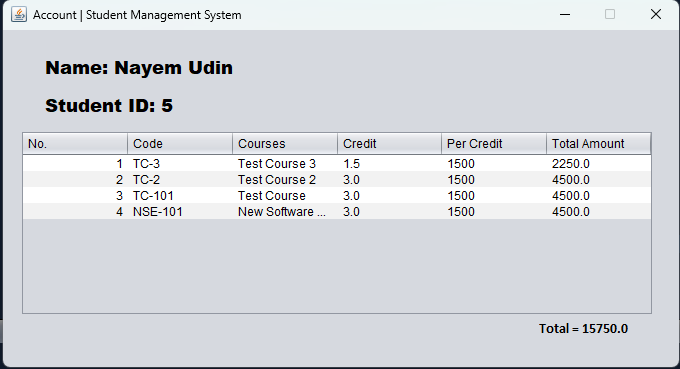 Account | Student Management System
Name: Nayem Udin
Student ID: 5
No. Code Courses Credit Per Credit Total Amount
1 TC-3 Test Course 3 1.5 1500 2250.0
2 TC-2 Test Course 2 3.0 1500 4500.0
3 TC-101 Test Course 3.0 1500 4500.0
4 NSE-101 New Software ... 3.0 1500 4500.0
Total = 15750.0